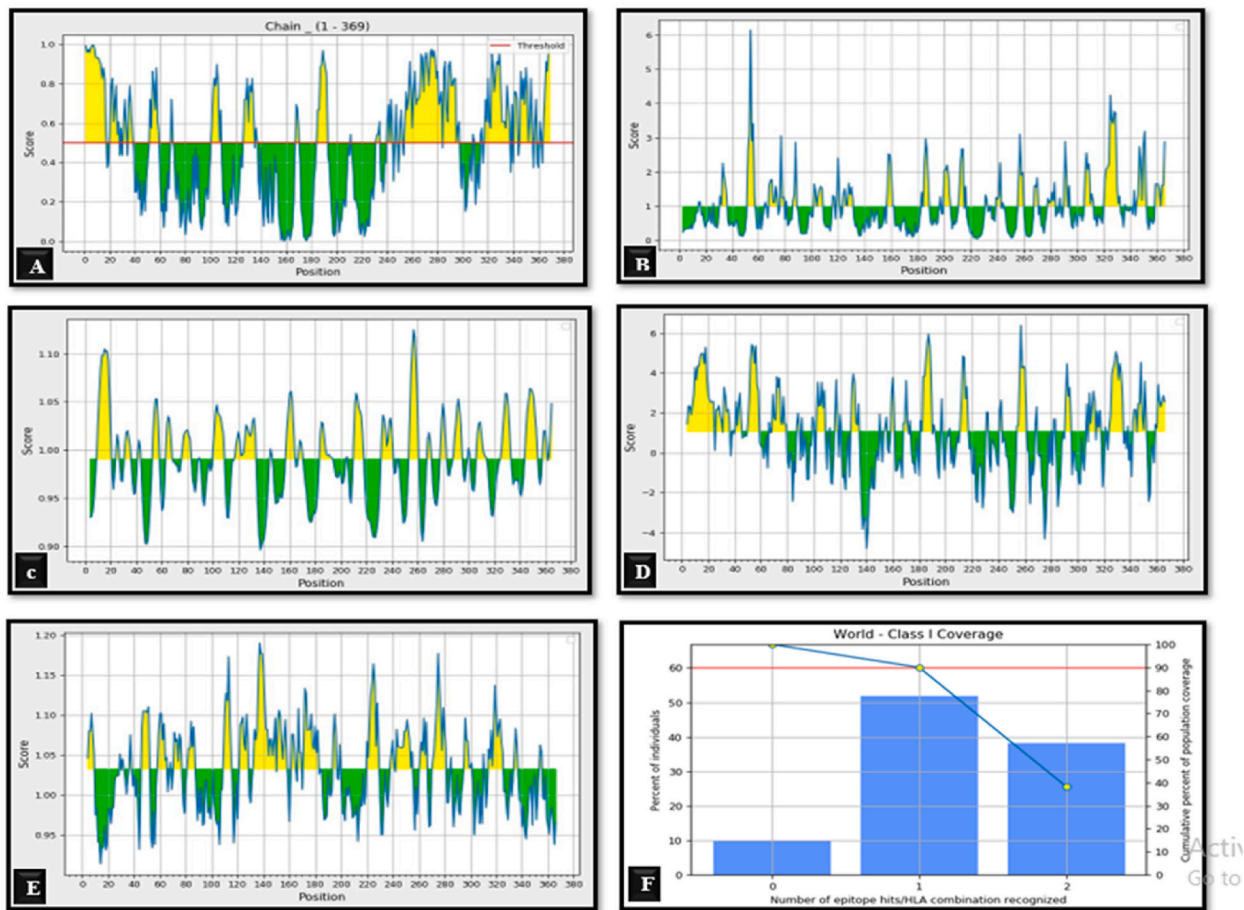 Chain _ (1 - 369)
Threshold
1.0
0.8
0.6
0.4
0.2
0.0
Score
0 20 40 60 80 100 120 140 160 180 200 220 240 260 280 300 320 340 360 380
Position
A
6
5
4
3
2
1
0
Score
0 20 40 60 80 100 120 140 160 180 200 220 240 260 280 300 320 340 360 380
Position
B
1.10
1.05
1.00
0.95
0.90
Score
0 20 40 60 80 100 120 140 160 180 200 220 240 260 280 300 320 340 360 380
Position
c
6
4
2
0
−2
−4
Score
0 20 40 60 80 100 120 140 160 180 200 220 240 260 280 300 320 340 360 380
Position
D
1.20
1.15
1.10
1.05
1.00
0.95
Score
0 20 40 60 80 100 120 140 160 180 200 220 240 260 280 300 320 340 360 380
Position
E
World - Class I Coverage
60
50
40
30
20
10
0
Percent of individuals
100
90
80
70
60
50
40
30
20
10
0
Cumulative percent of population coverage
0 1 2
Number of epitope hits/HLA combination recognized
F
Activ
Go to